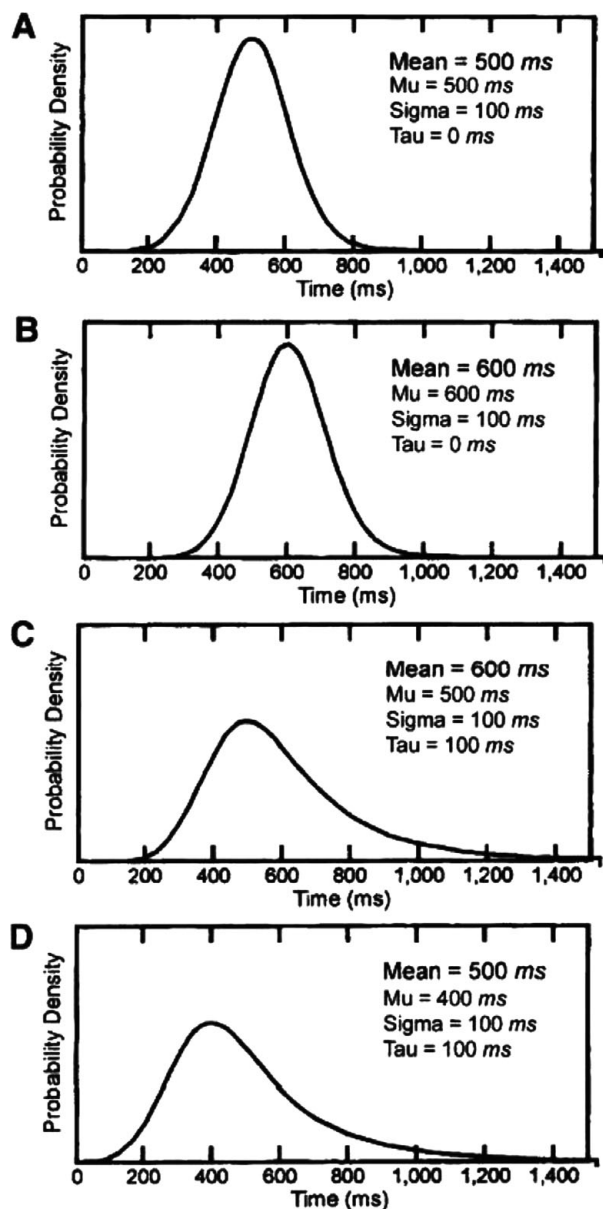 A
Probability Density
Mean = 500 ms
Mu = 500 ms
Sigma = 100 ms
Tau = 0 ms
0 200 400 600 800 1,000 1,200 1,400
Time (ms)
B
Probability Density
Mean = 600 ms
Mu = 600 ms
Sigma = 100 ms
Tau = 0 ms
0 200 400 600 800 1,000 1,200 1,400
Time (ms)
C
Probability Density
Mean = 600 ms
Mu = 500 ms
Sigma = 100 ms
Tau = 100 ms
0 200 400 600 800 1,000 1,200 1,400
Time (ms)
D
Probability Density
Mean = 500 ms
Mu = 400 ms
Sigma = 100 ms
Tau = 100 ms
0 200 400 600 800 1,000 1,200 1,400
Time (ms)